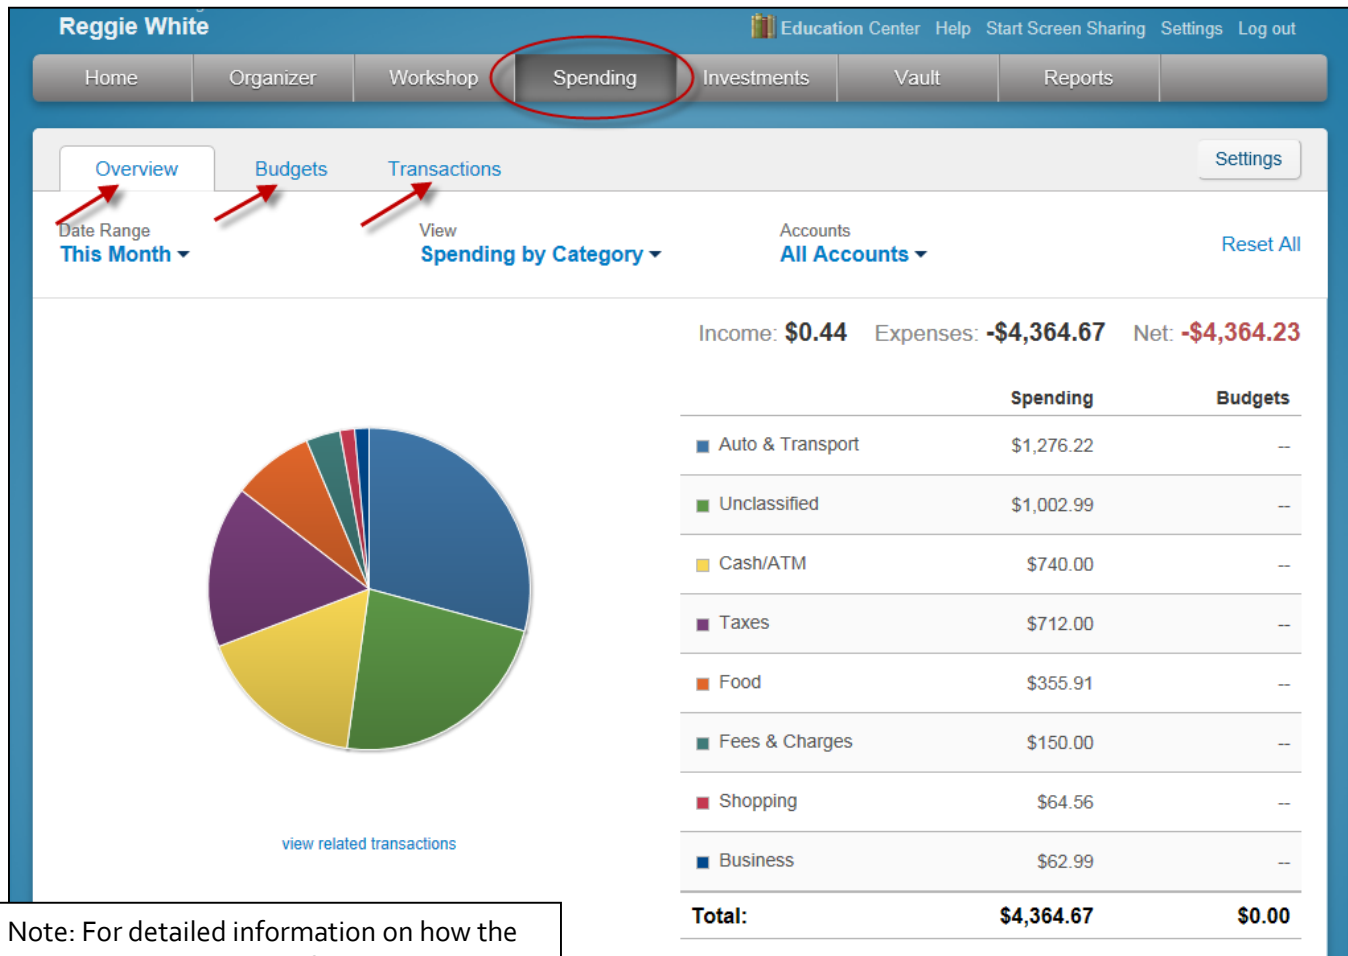 Reggie White
Education Center Help Start Screen Sharing Settings Log out
Home Organizer Workshop Spending Investments Vault Reports
Overview Budgets Transactions Settings
Date Range View Accounts
This Month Spending by Category All Accounts Reset All
Income: $0.44 Expenses: -$4,364.67 Net: -$4,364.23
Spending Budgets
Auto & Transport $1,276.22 --
Unclassified $1,002.99 --
Cash/ATM $740.00 --
Taxes $712.00 --
Food $355.91 --
Fees & Charges $150.00 --
Shopping $64.56 --
view related transactions
Business $62.99 --
Total: $4,364.67 $0.00
Note: For detailed information on how the